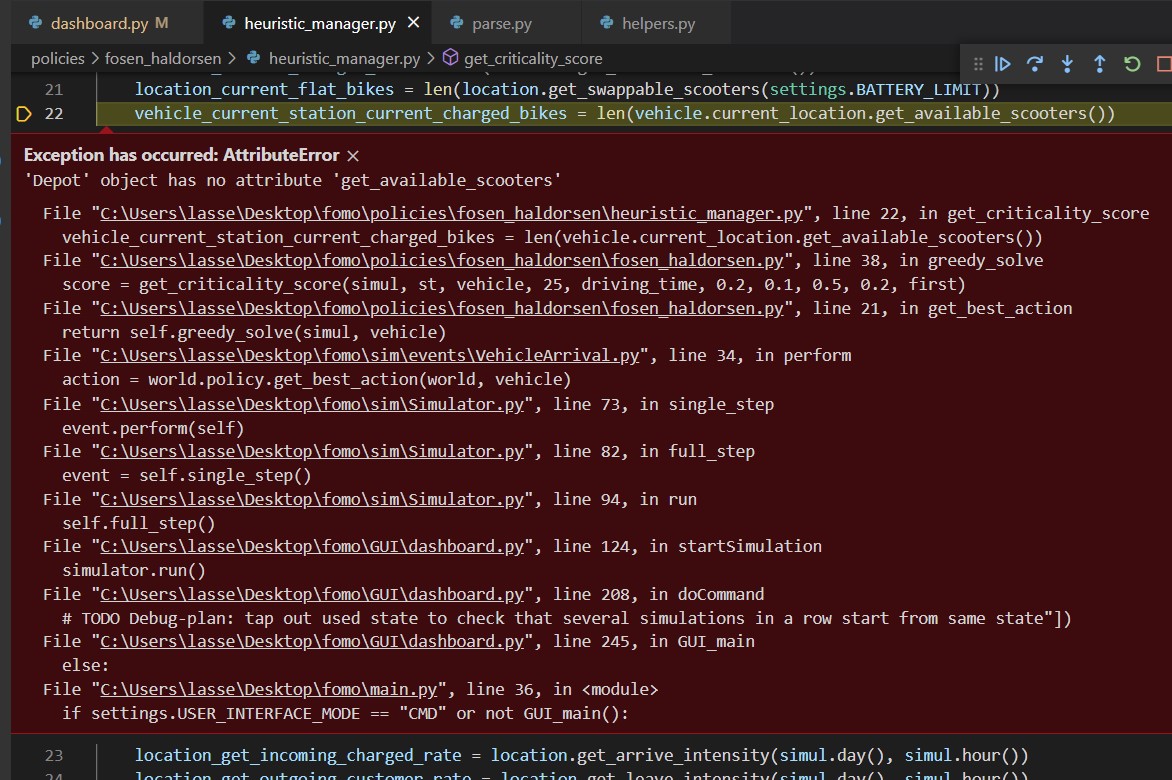 dashboard.py M
heuristic_manager.py ×
parse.py
helpers.py
policies > fosen_haldorsen > heuristic_manager.py > get_criticality_score
21 location_current_flat_bikes = len(location.get_swappable_scooters(settings.BATTERY_LIMIT))
22 vehicle_current_station_current_charged_bikes = len(vehicle.current_location.get_available_scooters())
Exception has occurred: AttributeError ×
'Depot' object has no attribute 'get_available_scooters'
File "C:\Users\lasse\Desktop\fomo\policies\fosen_haldorsen\heuristic_manager.py", line 22, in get_criticality_score
vehicle_current_station_current_charged_bikes = len(vehicle.current_location.get_available_scooters())
File "C:\Users\lasse\Desktop\fomo\policies\fosen_haldorsen\fosen_haldorsen.py", line 38, in greedy_solve
score = get_criticality_score(simul, st, vehicle, 25, driving_time, 0.2, 0.1, 0.5, 0.2, first)
File "C:\Users\lasse\Desktop\fomo\policies\fosen_haldorsen\fosen_haldorsen.py", line 21, in get_best_action
return self.greedy_solve(simul, vehicle)
File "C:\Users\lasse\Desktop\fomo\sim\events\VehicleArrival.py", line 34, in perform
action = world.policy.get_best_action(world, vehicle)
File "C:\Users\lasse\Desktop\fomo\sim\Simulator.py", line 73, in single_step
event.perform(self)
File "C:\Users\lasse\Desktop\fomo\sim\Simulator.py", line 82, in full_step
event = self.single_step()
File "C:\Users\lasse\Desktop\fomo\sim\Simulator.py", line 94, in run
self.full_step()
File "C:\Users\lasse\Desktop\fomo\GUI\dashboard.py", line 124, in startSimulation
simulator.run()
File "C:\Users\lasse\Desktop\fomo\GUI\dashboard.py", line 208, in doCommand
# TODO Debug-plan: tap out used state to check that several simulations in a row start from same state"])
File "C:\Users\lasse\Desktop\fomo\GUI\dashboard.py", line 245, in GUI_main
else:
File "C:\Users\lasse\Desktop\fomo\main.py", line 36, in <module>
if settings.USER_INTERFACE_MODE == "CMD" or not GUI_main():
23 location_get_incoming_charged_rate = location.get_arrive_intensity(simul.day(), simul.hour())
24 location_get_outgoing_customer_rate = location.get_leave_intensity(simul.day(), simul.hour())